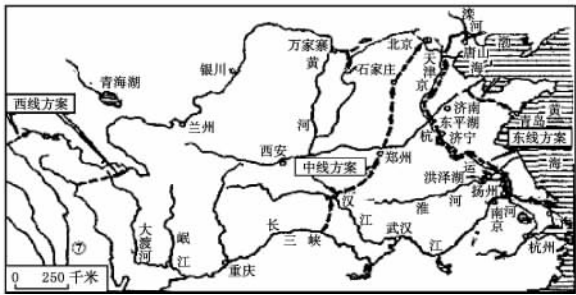 滦河
渤海
唐山
北京
天津
万家寨
石家庄
黄河
银川
青海湖
西线方案
兰州
西安
中线方案
郑州
京杭运河
济南
东平湖
济宁
青岛
黄海
东线方案
洪泽湖
扬州
南京
杭州
汉江
淮河
长江
三峡
武汉
重庆
大渡河
岷江
⑦
0 250 千米